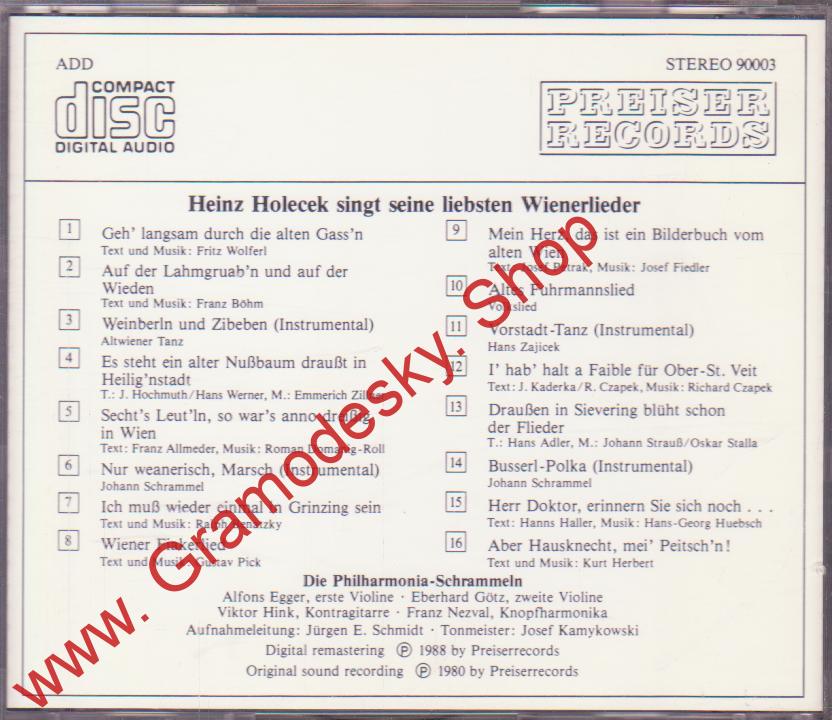 ADD
STEREO 90003
COMPACT
disc
DIGITAL AUDIO
PREISER
RECORDS
Heinz Holecek singt seine liebsten Wienerlieder
1 Geh' langsam durch die alten Gass'n
Text und Musik: Fritz Wolferl
2 Auf der Lahmgruab'n und auf der
Wieden
Text und Musik: Franz Böhm
3 Weinberln und Zibeben (Instrumental)
Altwiener Tanz
4 Es steht ein alter Nußbaum draußt in
Heilig'nstadt
T.: J. Hochmuth/Hans Werner, M.: Emmerich Zillner
5 Secht's Leut'ln, so war's anno dreißig
in Wien
Text: Franz Allmeder, Musik: Roman Domanig-Roll
6 Nur weanerisch, Marsch (Instrumental)
Johann Schrammel
7 Ich muß wieder einmal in Grinzing sein
Text und Musik: Ralph Benatzky
8 Wiener Fiakerlied
Text und Musik: Gustav Pick
9 Mein Herz, das ist ein Bilderbuch vom
alten Wien
Text: Josef Petrak, Musik: Josef Fiedler
10 Altes Fuhrmannslied
Volkslied
11 Vorstadt-Tanz (Instrumental)
Hans Zajicek
12 I' hab' halt a Faible für Ober-St. Veit
Text: J. Kaderka/R. Czapek, Musik: Richard Czapek
13 Draußen in Sievering blüht schon
der Flieder
T.: Hans Adler, M.: Johann Strauß/Oskar Stalla
14 Busserl-Polka (Instrumental)
Johann Schrammel
15 Herr Doktor, erinnern Sie sich noch . . .
Text: Hanns Haller, Musik: Hans-Georg Huebsch
16 Aber Hausknecht, mei' Peitsch'n!
Text und Musik: Kurt Herbert
Die Philharmonia-Schrammeln
Alfons Egger, erste Violine · Eberhard Götz, zweite Violine
Viktor Hink, Kontragitarre · Franz Nezval, Knopfharmonika
Aufnahmeleitung: Jürgen E. Schmidt · Tonmeister: Josef Kamykowski
Digital remastering ℗ 1988 by Preiserrecords
Original sound recording ℗ 1980 by Preiserrecords
www. Gramodesky. Shop